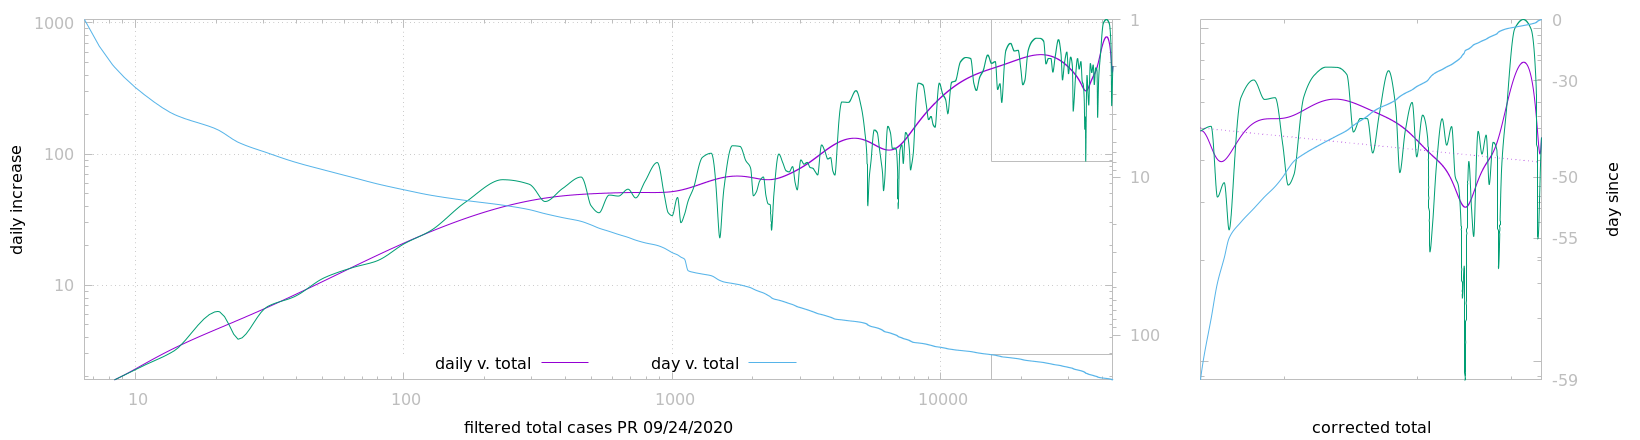 1000
100
10
daily increase
10
100
1000
10000
filtered total cases PR 09/24/2020
daily v. total
day v. total
1
10
100
0
-30
-50
-55
-59
day since
corrected total